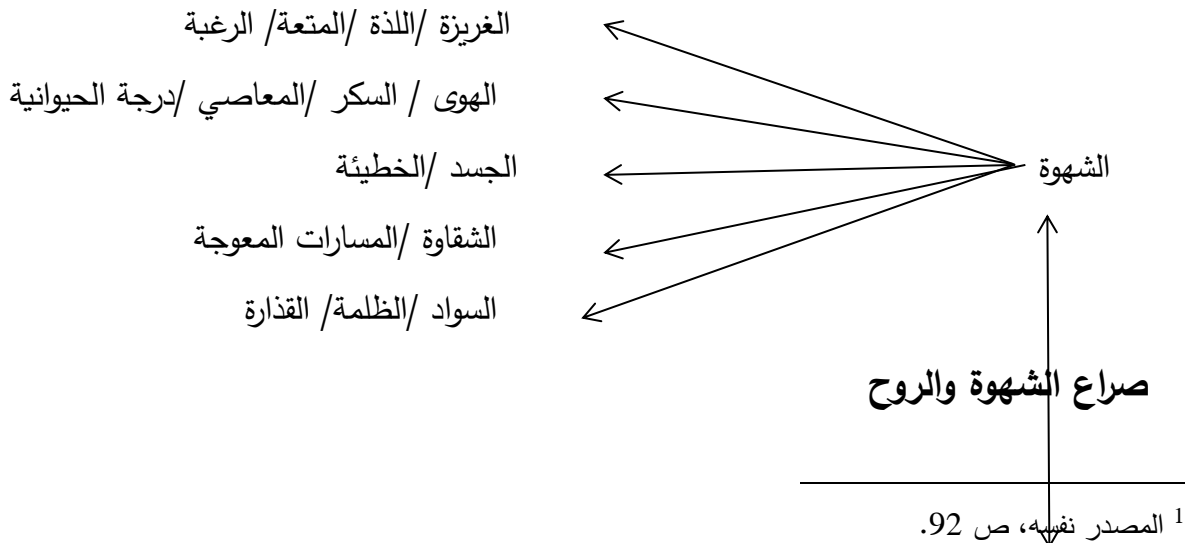 الغريزة /اللذة /المتعة/ الرغبة
الهوى / السكر /المعاصي /درجة الحيوانية
الشهوة
الجسد /الخطيئة
الشقاوة /المسارات المعوجة
السواد /الظلمة/ القذارة
صراع الشهوة والروح
1 المصدر نفسه، ص 92.